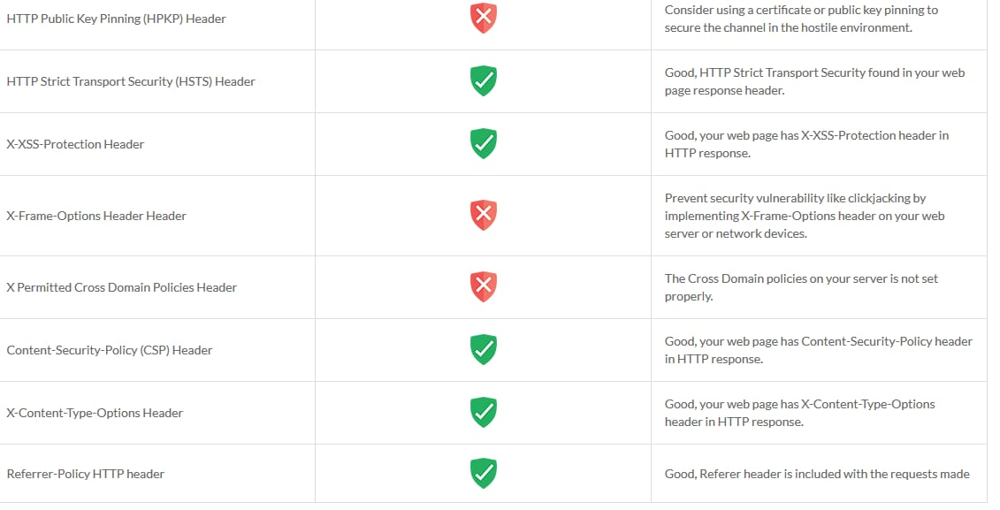 HTTP Public Key Pinning (HPKP) Header
Consider using a certificate or public key pinning to
secure the channel in the hostile environment.
HTTP Strict Transport Security (HSTS) Header
Good, HTTP Strict Transport Security found in your web
page response header.
X-XSS-Protection Header
Good, your web page has X-XSS-Protection header in
HTTP response.
X-Frame-Options Header Header
Prevent security vulnerability like clickjacking by
implementing X-Frame-Options header on your web
server or network devices.
X Permitted Cross Domain Policies Header
The Cross Domain policies on your server is not set
properly.
Content-Security-Policy (CSP) Header
Good, your web page has Content-Security-Policy header
in HTTP response.
X-Content-Type-Options Header
Good, your web page has X-Content-Type-Options
header in HTTP response.
Referrer-Policy HTTP header
Good, Referer header is included with the requests made